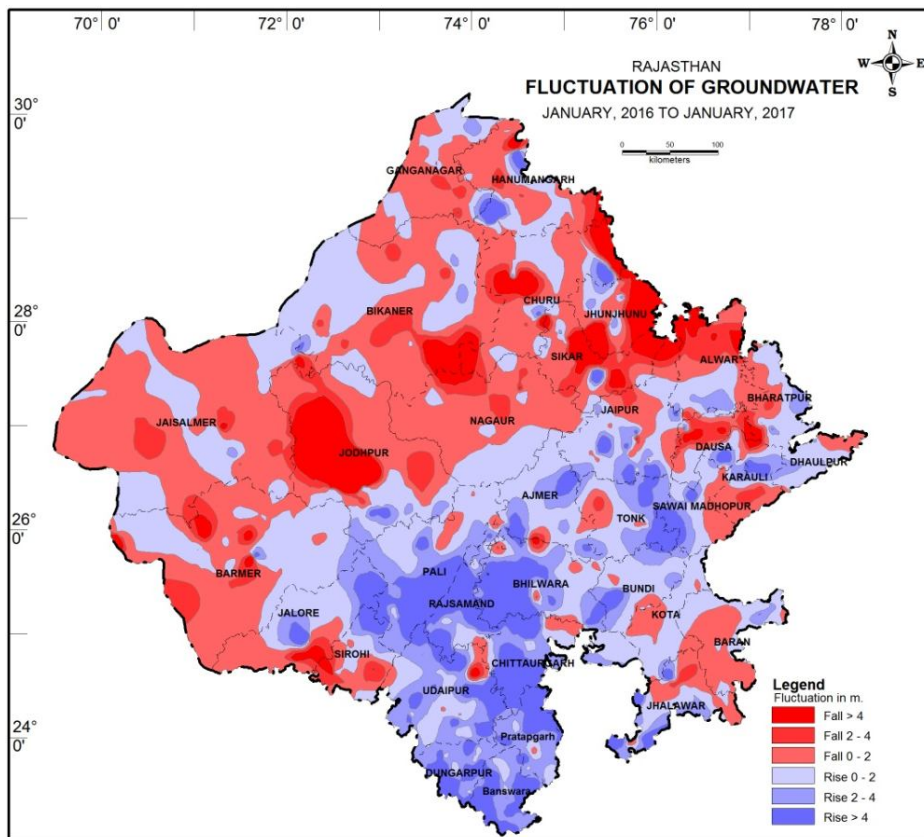 70° 0' 72° 0' 74° 0' 76° 0' 78° 0'
N
W E
S
RAJASTHAN
FLUCTUATION OF GROUNDWATER
JANUARY, 2016 TO JANUARY, 2017
0 50 100
kilometers
30°
0'
GANGANAGAR
HANUMANGARH
28°
0'
CHURU
BIKANER
JHUNJHUNU
SIKAR
ALWAR
BHARATPUR
JAIPUR
JAISALMER
NAGAUR
DAUSA
JODHPUR
DHAULPUR
KARAULI
AJMER
SAWAI MADHOPUR
TONK
26°
0'
BARMER
PALI
BHILWARA
BUNDI
RAJSAMAND
JALORE
KOTA
BARAN
SIROHI
CHITTAURGARH
UDAIPUR
JHALAWAR
24°
0'
Pratapgarh
DUNGARPUR
Banswara
Legend
Fluctuation in m.
Fall > 4
Fall 2 - 4
Fall 0 - 2
Rise 0 - 2
Rise 2 - 4
Rise > 4